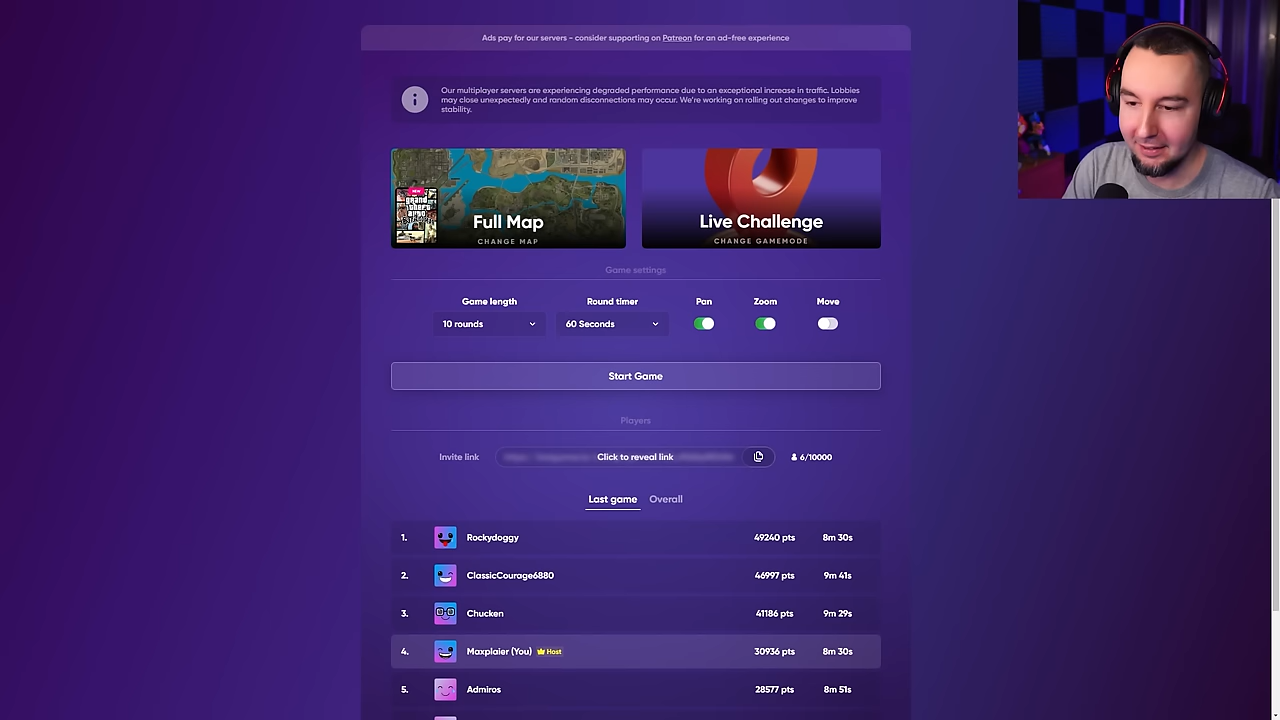 Ads pay for our servers - consider supporting on Patreon for an ad-free experience
Our multiplayer servers are experiencing degraded performance due to an exceptional increase in traffic. Lobbies
may close unexpectedly and random disconnections may occur. We're working on rolling out changes to improve
stability.
NEW
grand
theft
auto
Full Map
CHANGE MAP
Live Challenge
CHANGE GAMEMODE
Game settings
Game length
Round timer
Pan
Zoom
Move
10 rounds
60 Seconds
Start Game
Players
Invite link
Click to reveal link
6/10000
Last game
Overall
1. Rockydoggy 49240 pts 8m 30s
2. ClassicCourage6880 46997 pts 9m 41s
3. Chucken 41186 pts 9m 29s
4. Maxplaier (You) Host 30936 pts 8m 30s
5. Admiros 28577 pts 8m 51s